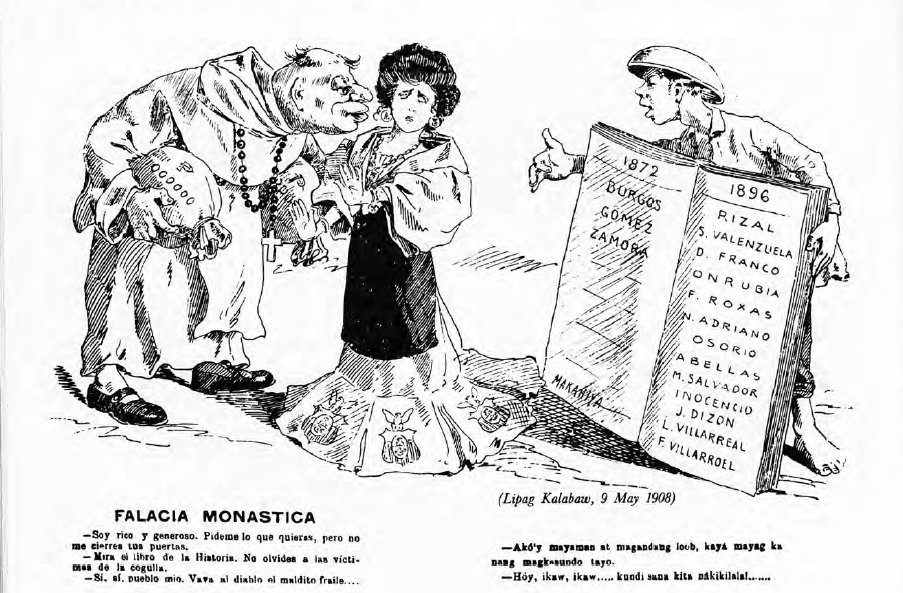 1872
BURGOS
GOMEZ
ZAMORA
1896
RIZAL
S. VALENZUELA
D. FRANCO
ONRUBIA
F. ROXAS
N. ADRIANO
OSORIO
ABELLAS
M. SALVADOR
INOCENCIO
J. DIZON
L. VILLARREAL
F. VILLARROEL
(Lipag Kalabaw, 9 May 1908)
FALACIA MONASTICA
—Soy rico y generoso. Pideme lo que quieras, pero no
me cierres tus puertas.
—Mira el libro de la Historia. No olvides a las vícti-
mas de la cogulla.
—Sí, sí, pueblo mio. Vaya al diablo el maldito fraile....
—Akó'y mayaman at magandang loob, kayá mayag ka
nang magkasundo tayo.
—Hóy, ikaw, ikaw..... kundi sana kita nákikilala!.......